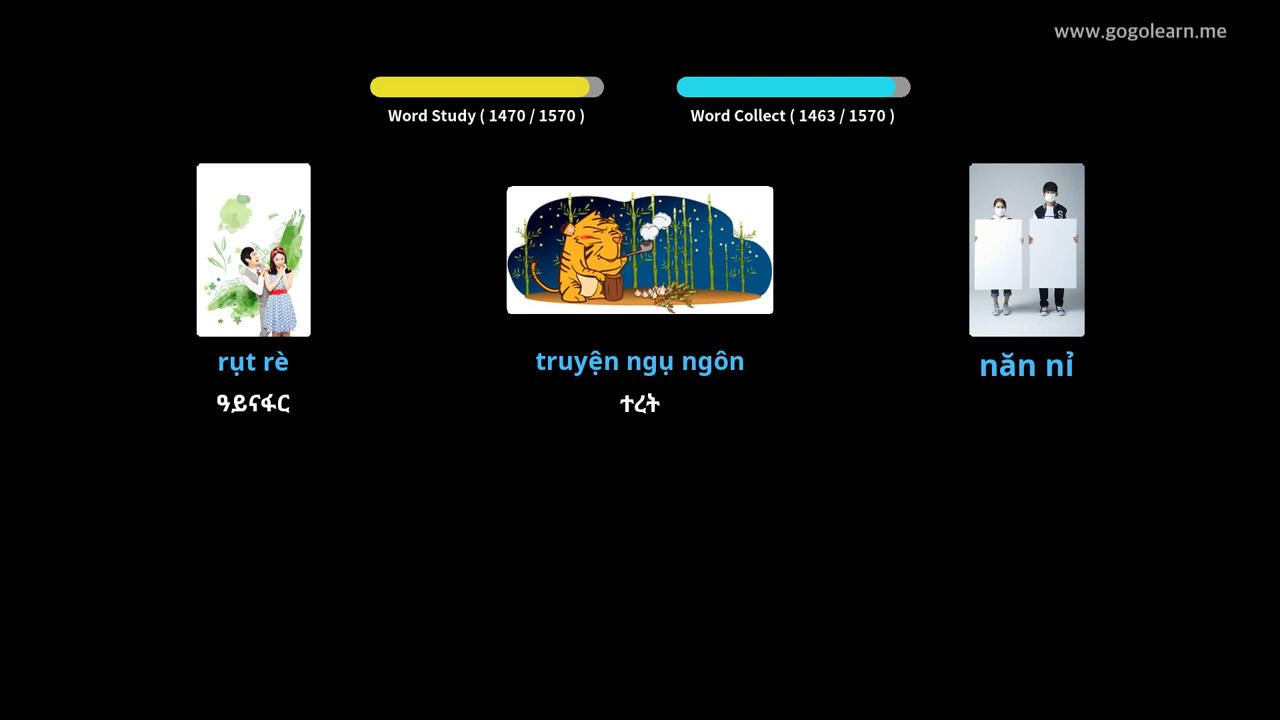 www.gogolearn.me
Word Study ( 1470 / 1570 )
Word Collect ( 1463 / 1570 )
rụt rè
truyện ngụ ngôn
năn nỉ
ዓይናፋር
ተረት